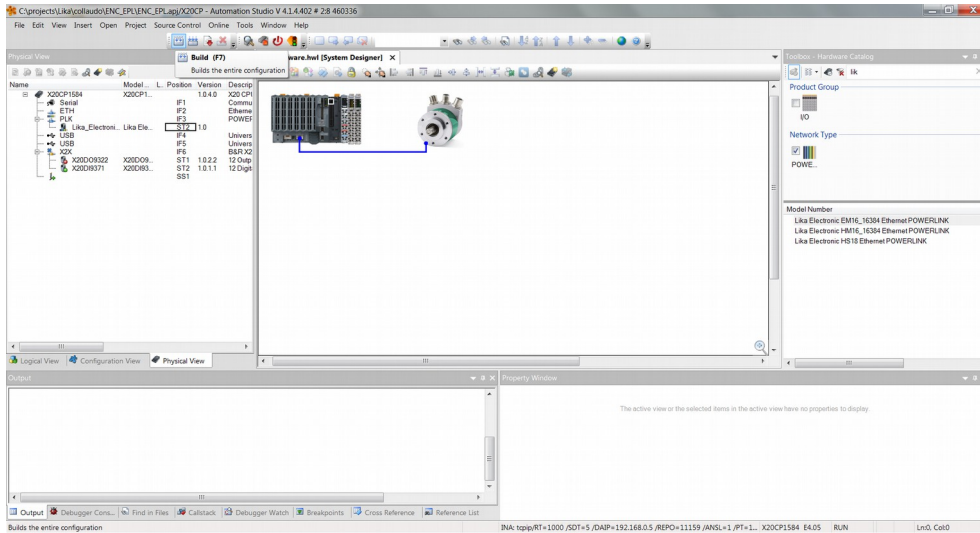 C:\projects\Lika\collaudo\ENC_EPL\ENC_EPL.apj/X20CP - Automation Studio V 4.1.4.402 # 2:8 460336
File Edit View Insert Open Project Source Control Online Tools Window Help
Physical View
Build (F7)
Builds the entire configuration
ware.hwl [System Designer] X
Toolbox - Hardware Catalog
lik
Name Model ... L.. Position Version Descrip
X20CP1584 X20CP1... 1.0.4.0 X20 CPI
Serial IF1 Commu
ETH IF2 Etherne
PLK IF3 POWEF
Lika_Electroni... Lika Ele... ST2 1.0
USB IF4 Univers
USB IF5 Univers
X2X IF6 B&R X2
X20DO9322 X20DO9... ST1 1.0.2.2 12 Outp
X20DI9371 X20DI93... ST2 1.0.1.1 12 Digit
SS1
Product Group
I/O
Network Type
POWE...
Model Number
Lika Electronic EM16_16384 Ethernet POWERLINK
Lika Electronic HM16_16384 Ethernet POWERLINK
Lika Electronic HS18 Ethernet POWERLINK
Logical View Configuration View Physical View
Output
Property Window
The active view or the selected items in the active view have no properties to display.
Output Debugger Cons... Find in Files Callstack Debugger Watch Breakpoints Cross Reference Reference List
Builds the entire configuration INA: tcpip/RT=1000 /SDT=5 /DAIP=192.168.0.5 /REPO=11159 /ANSL=1 /PT=1... X20CP1584 E4.05 RUN Ln:0, Col:0